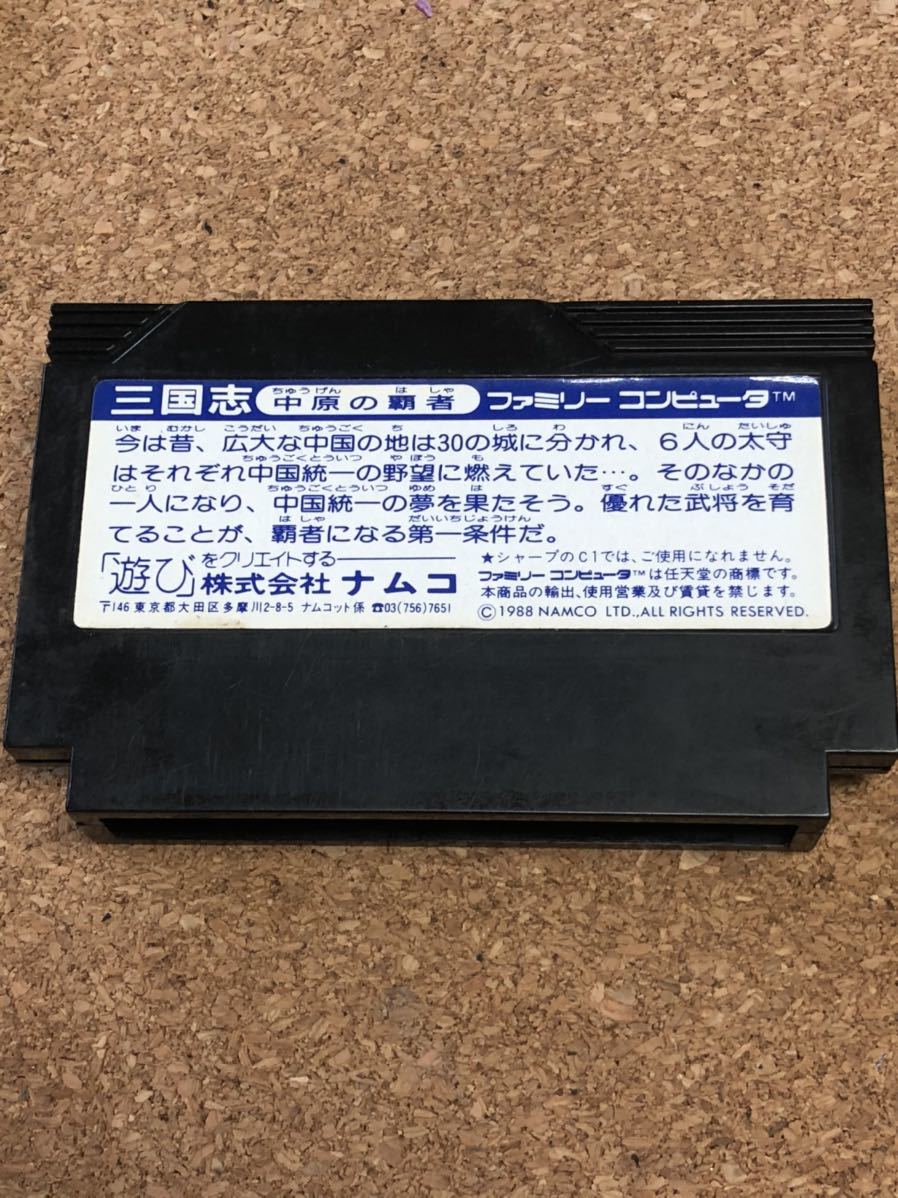 三国志 中原の覇者 ファミリー コンピュータ™
ちゅうげん は しゃ
いま むかし こうだい ちゅうごく ち しろ わ にん たいしゅ
今は昔、広大な中国の地は30の城に分かれ、6人の太守
ちゅうごくとういつ やぼう も
はそれぞれ中国統一の野望に燃えていた…。そのなかの
ひとり ちゅうごくとういつ ゆめ は すぐ ぶしょう そだ
一人になり、中国統一の夢を果たそう。優れた武将を育
はしゃ だいいちじょうけん
てることが、覇者になる第一条件だ。
「遊び」をクリエイトする
株式会社 ナムコ
〒146 東京都大田区多摩川2-8-5 ナムコット係 ☎03(756)7651
★シャープのC1では、ご使用になれません。
ファミリー コンピュータ™は任天堂の商標です。
本商品の輸出、使用営業及び賃貸を禁じます。
©1988 NAMCO LTD.,ALL RIGHTS RESERVED.